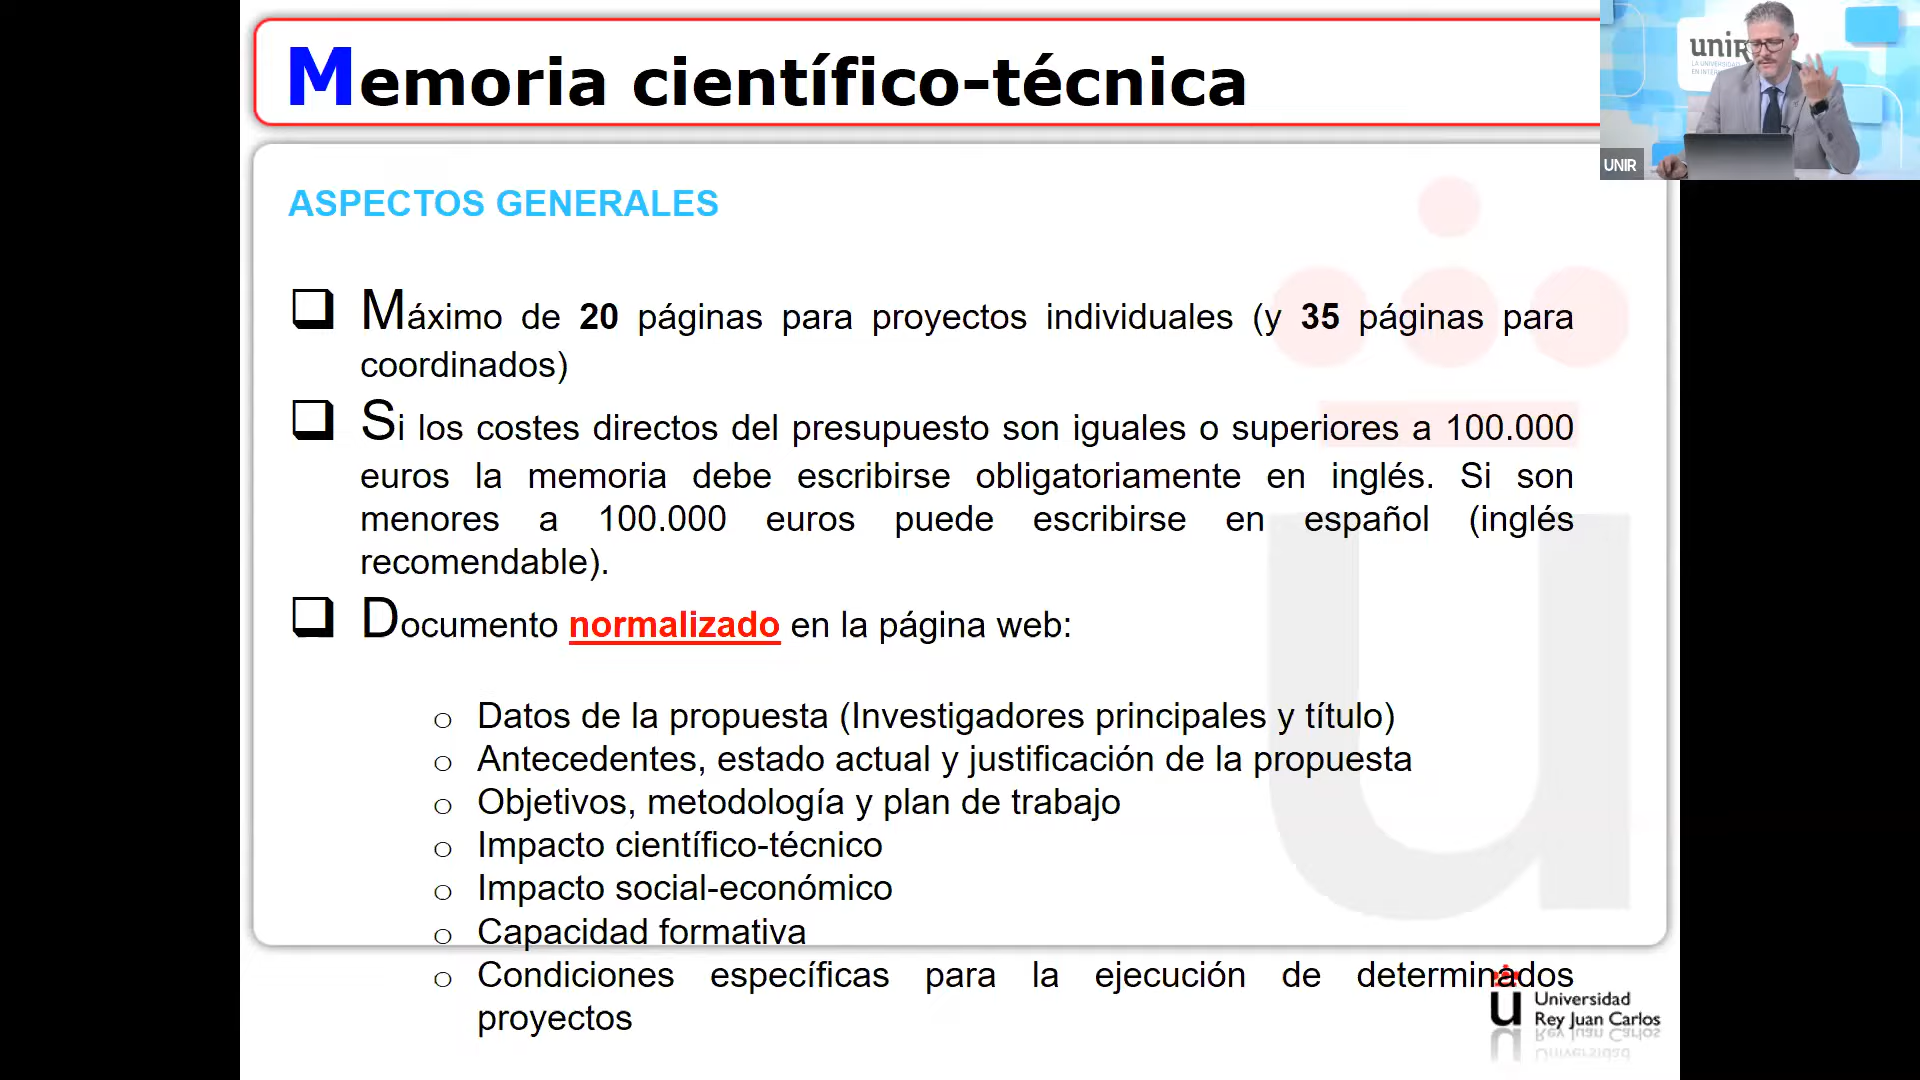 Memoria científico-técnica
unir
LA UNIVERSIDAD
EN INTERN
UNIR
ASPECTOS GENERALES
Máximo de 20 páginas para proyectos individuales (y 35 páginas para
coordinados)
Si los costes directos del presupuesto son iguales o superiores a 100.000
euros la memoria debe escribirse obligatoriamente en inglés. Si son
menores a 100.000 euros puede escribirse en español (inglés
recomendable).
Documento normalizado en la página web:
Datos de la propuesta (Investigadores principales y título)
Antecedentes, estado actual y justificación de la propuesta
Objetivos, metodología y plan de trabajo
Impacto científico-técnico
Impacto social-económico
Capacidad formativa
Condiciones específicas para la ejecución de determinados
proyectos
Universidad
Rey Juan Carlos